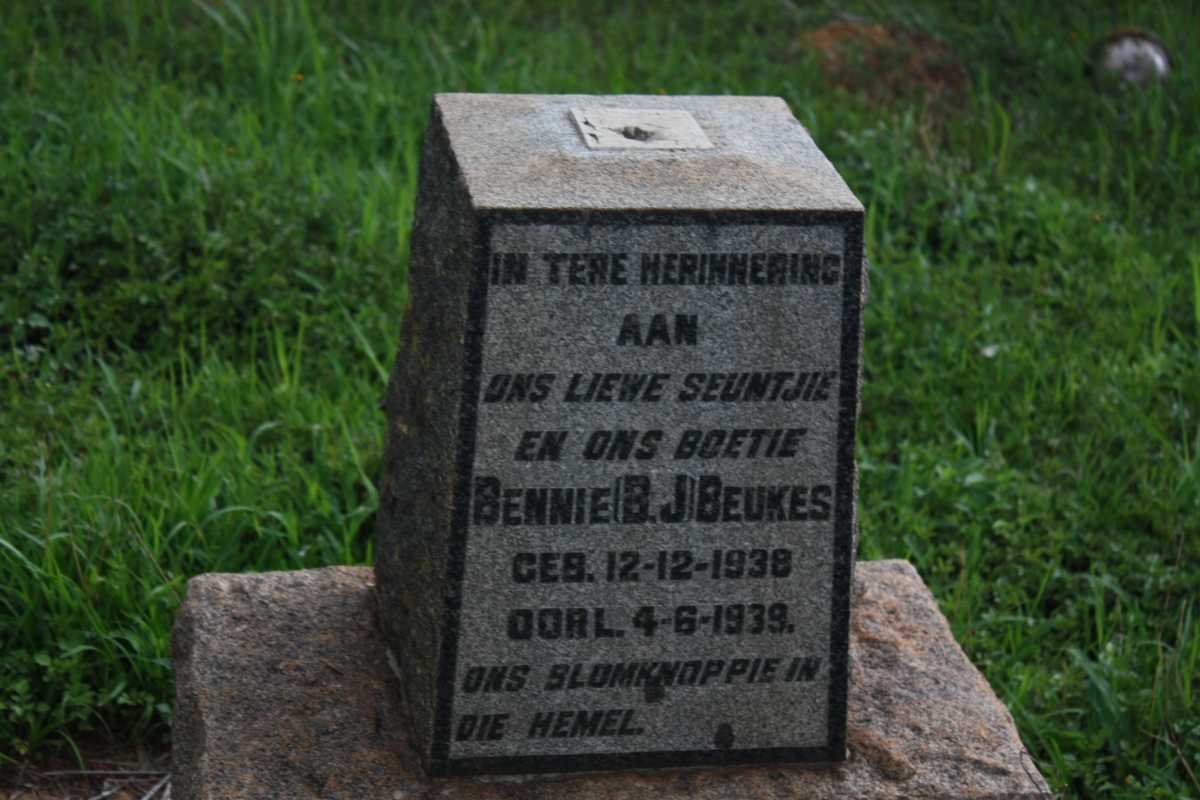 IN TERE HERINNERING
AAN
ONS LIEWE SEUNTJIE
EN ONS BOETIE
BENNIE (B.J) BEUKES
GEB. 12-12-1938
OORL. 4-6-1939.
ONS BLOMKNOPPIE IN
DIE HEMEL.